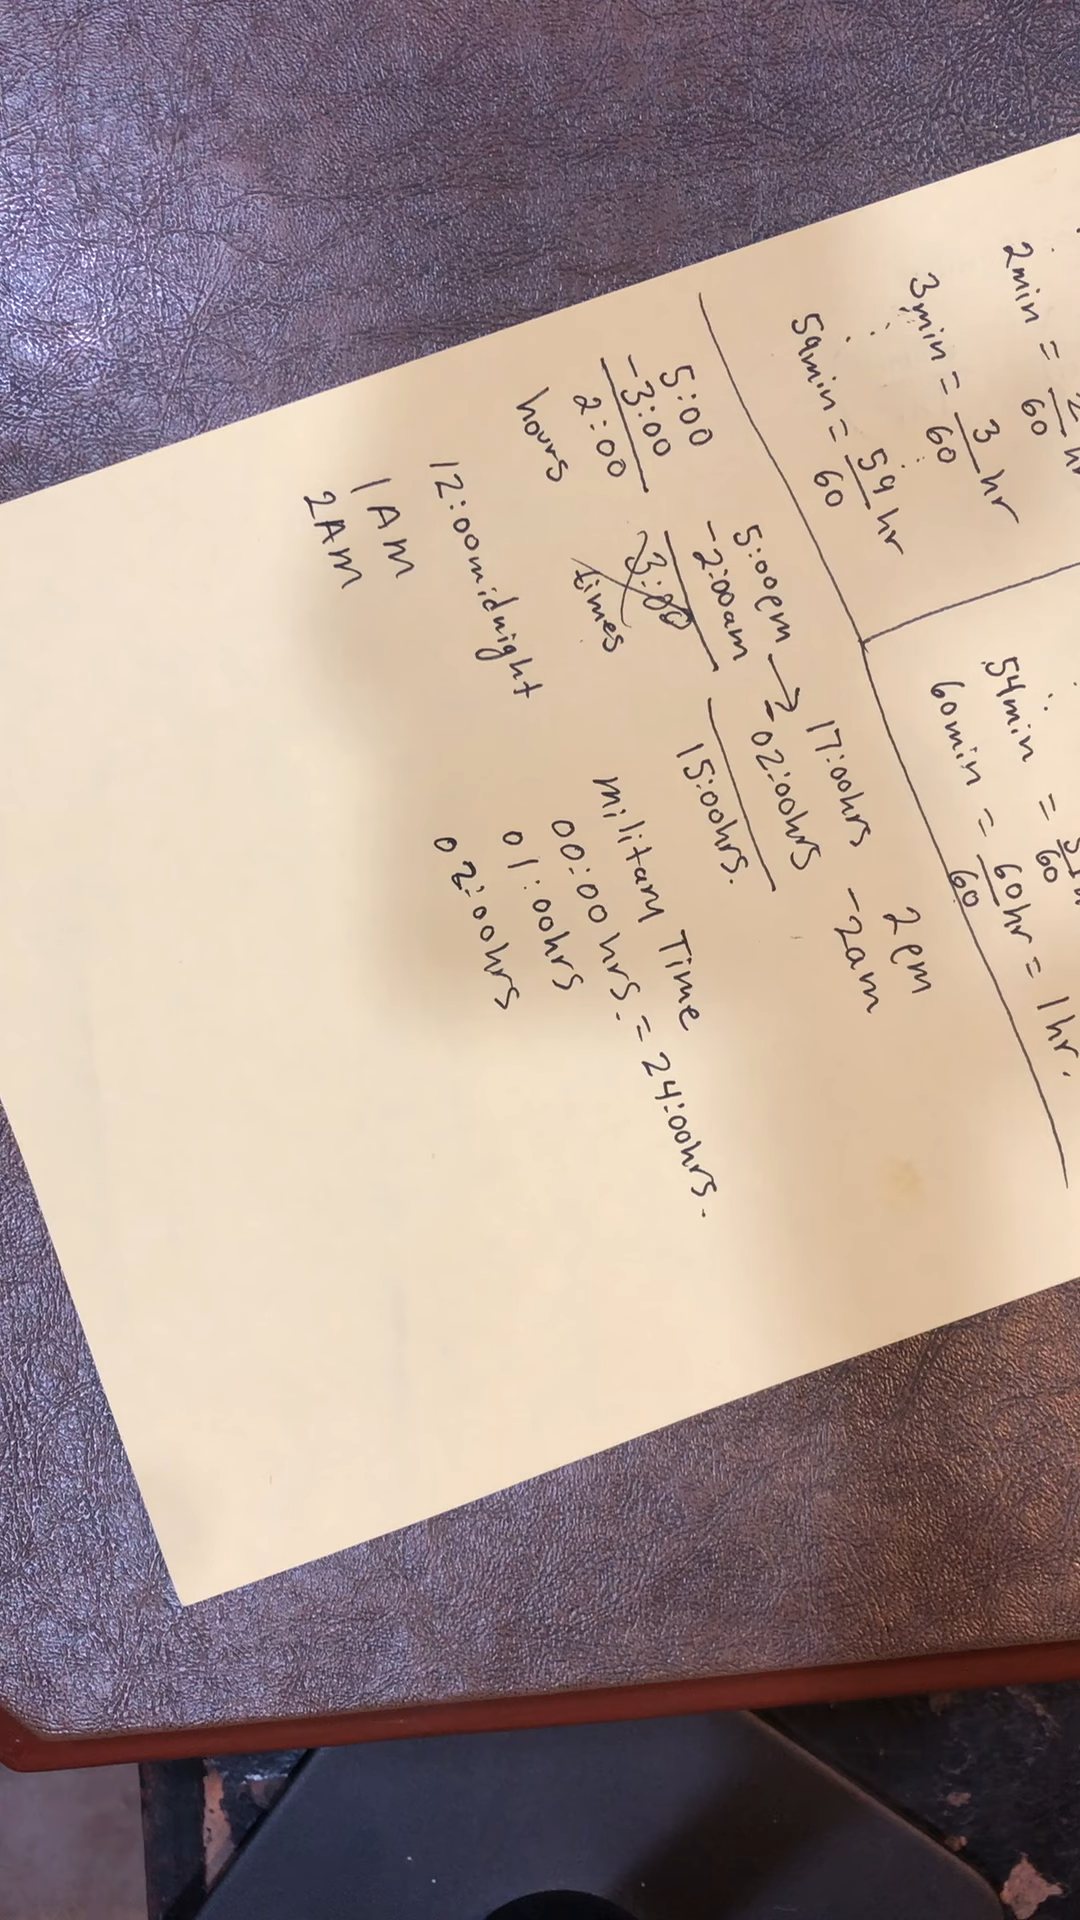 2min = 2/60 hr
3min = 3/60 hr
59min = 59/60 hr
54min =
60min = 60/60 hr = 1hr.
5:00
-3:00
2:00
hours
5:00pm → 17:00hrs
-2:00am - 02:00hrs
3:00
15:00hrs.
times
2pm
-2am
12:00midnight
1AM
2AM
Military Time
00:00 hrs. = 24:00hrs.
01:00hrs
02:00hrs